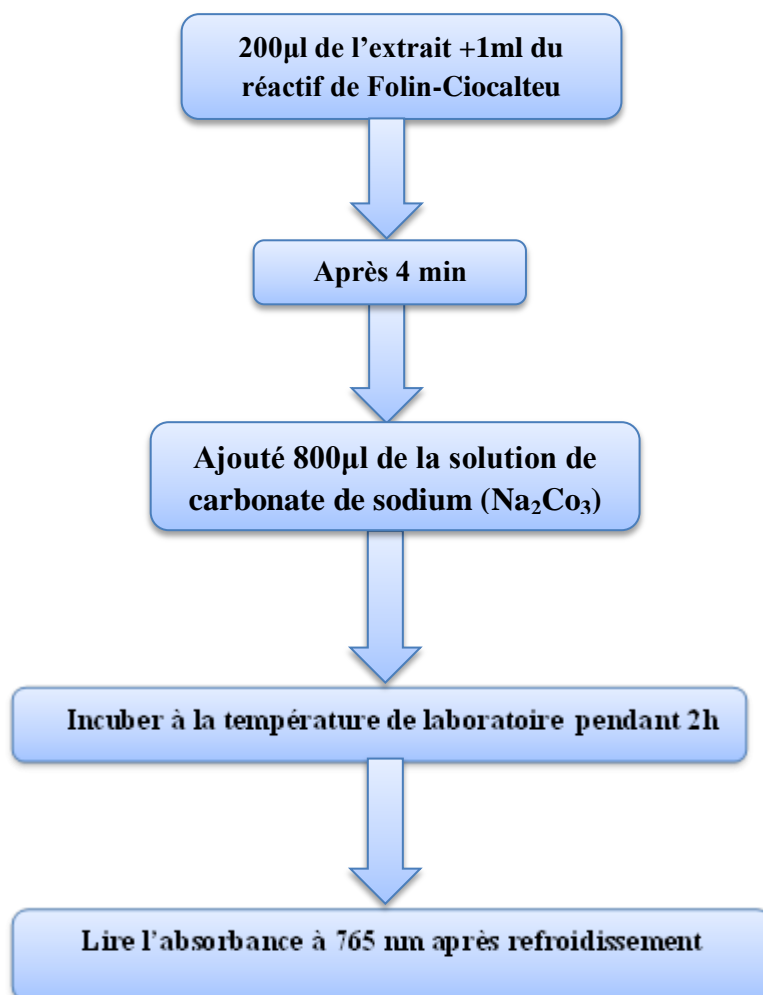 200µl de l’extrait +1ml du
réactif de Folin-Ciocalteu
Après 4 min
Ajouté 800µl de la solution de
carbonate de sodium (Na₂Co₃)
Incuber à la température de laboratoire pendant 2h
Lire l’absorbance à 765 nm après refroidissement